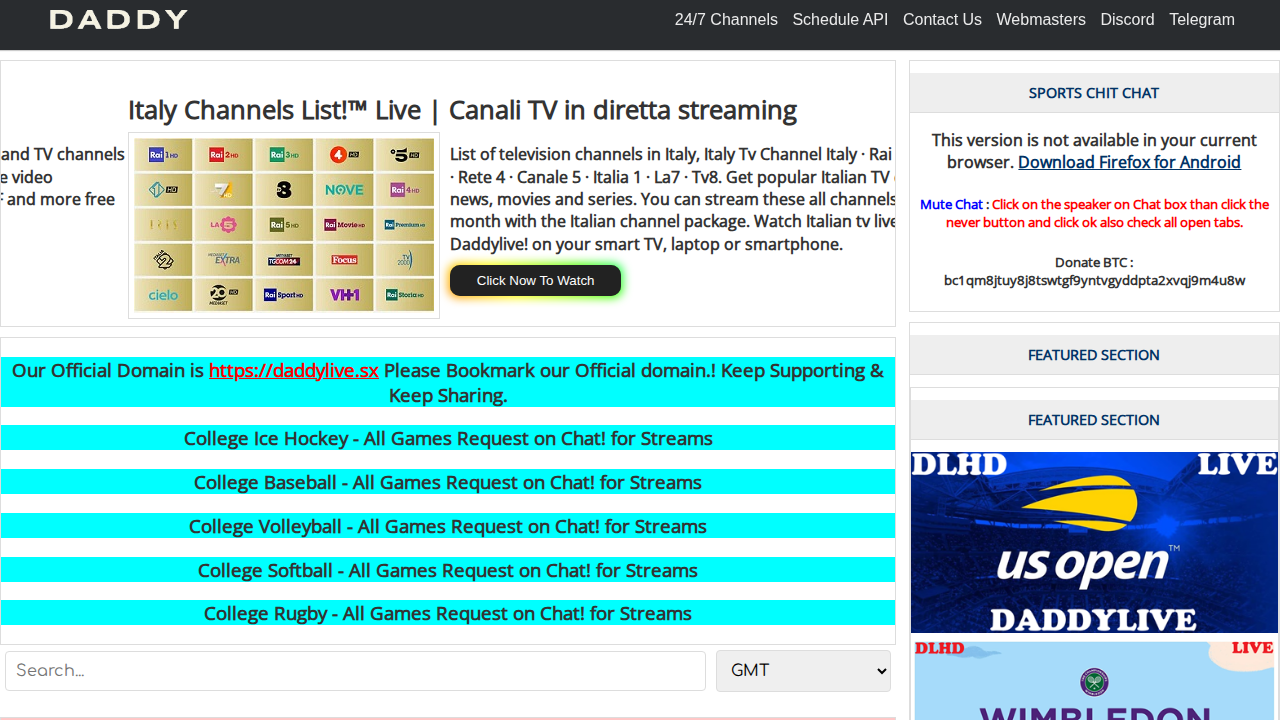 DADDY
24/7 Channels Schedule API Contact Us Webmasters Discord Telegram
Italy Channels List!™ Live | Canali TV in diretta streaming
and TV channels
e video
and more free
Rai 1 HD Rai 2 HD Rai 3 HD 4 HD 5 HD
HD 7 HD 8 NOVE Rai 4 HD
IRIS LA 5 Rai 5 HD Rai Movie HD Rai Premium HD
MEDIASET EXTRA MEDIASET TGCOM24 Focus TV 2000
cielo 20 HD MEDIASET Rai Sport HD VH1 Rai Storia HD
List of television channels in Italy, Italy Tv Channel Italy · Rai
· Rete 4 · Canale 5 · Italia 1 · La7 · Tv8. Get popular Italian TV
news, movies and series. You can stream these all channels
month with the Italian channel package. Watch Italian tv live
Daddylive! on your smart TV, laptop or smartphone.
Click Now To Watch
Our Official Domain is https://daddylive.sx Please Bookmark our Official domain.! Keep Supporting &
Keep Sharing.
College Ice Hockey - All Games Request on Chat! for Streams
College Baseball - All Games Request on Chat! for Streams
College Volleyball - All Games Request on Chat! for Streams
College Softball - All Games Request on Chat! for Streams
College Rugby - All Games Request on Chat! for Streams
Search...
GMT
SPORTS CHIT CHAT
This version is not available in your current
browser. Download Firefox for Android
Mute Chat : Click on the speaker on Chat box than click the
never button and click ok also check all open tabs.
Donate BTC :
bc1qm8jtuy8j8tswtgf9yntvgyddpta2xvqj9m4u8w
FEATURED SECTION
FEATURED SECTION
DLHD LIVE
us open™
DADDYLIVE
DLHD LIVE
WIMBLEDON